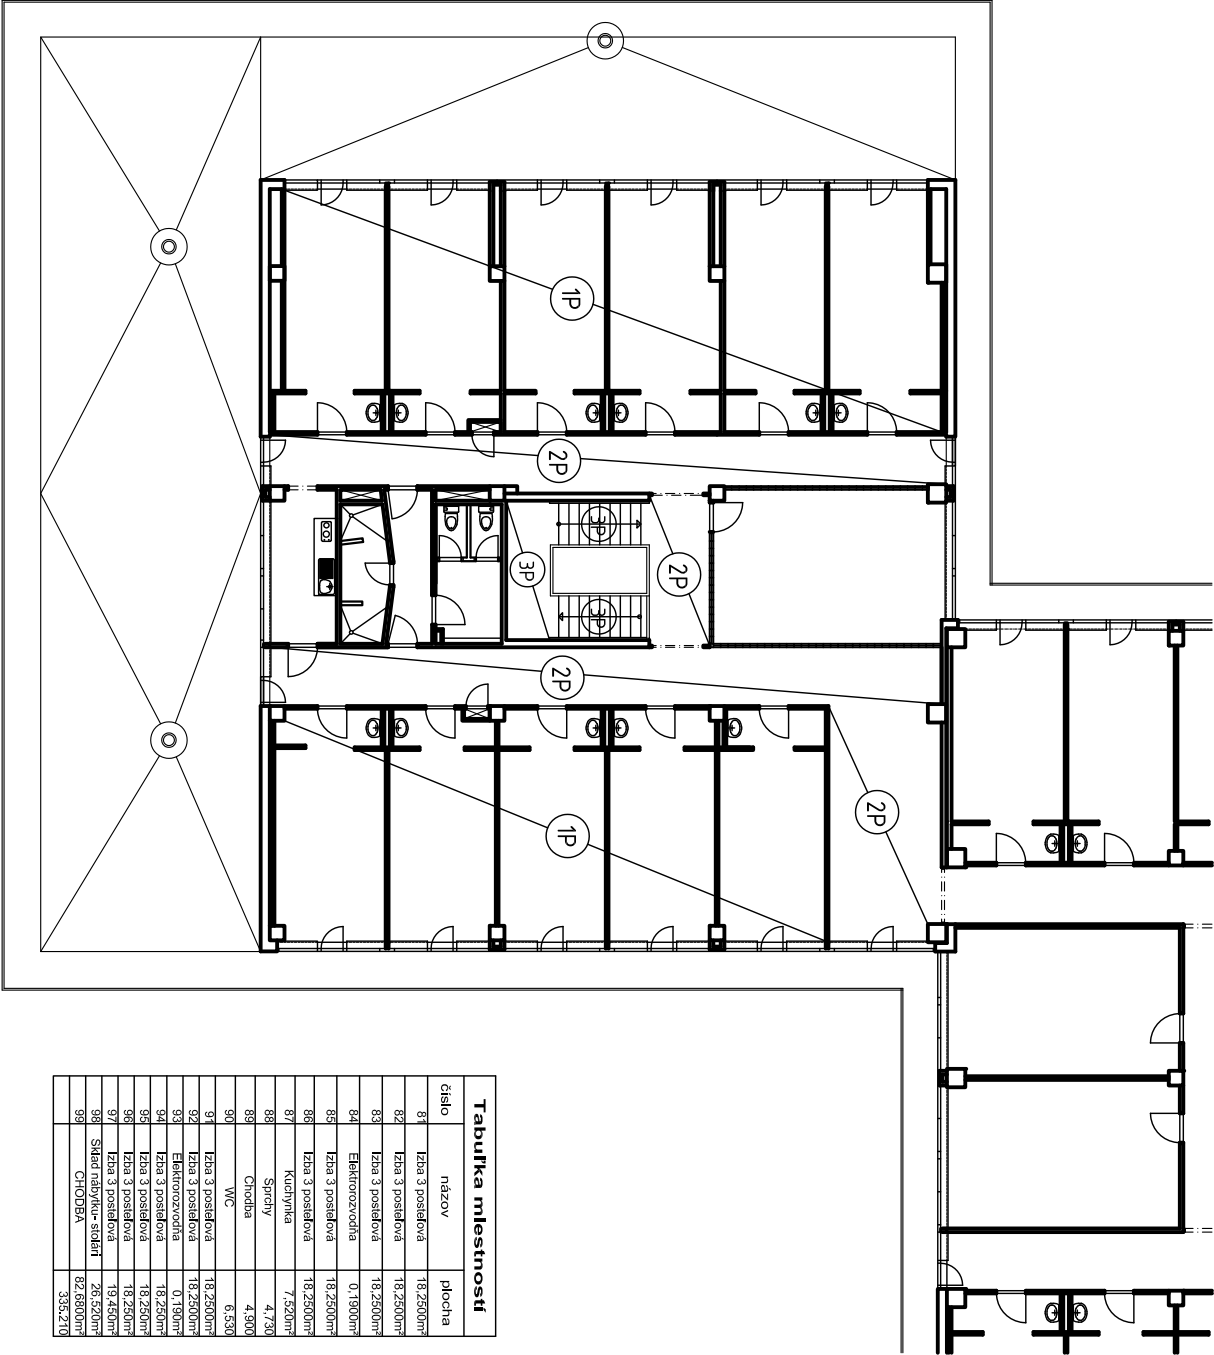 1P
2P
3P
3P
3P
2P
2P
1P
2P
Tabuľka miestností
číslo názov plocha
81 Izba 3 posteľová 18,2500m²
82 Izba 3 posteľová 18,2500m²
83 Izba 3 posteľová 18,2500m²
84 Elektrorozvodňa 0,1900m²
85 Izba 3 posteľová 18,2500m²
86 Izba 3 posteľová 18,2500m²
87 Kuchynka 7,520m²
88 Sprchy 4,730
89 Chodba 4,900
90 WC 6,530
91 Izba 3 posteľová 18,2500m²
92 Izba 3 posteľová 18,2500m²
93 Elektrorozvodňa 0,190m²
94 Izba 3 posteľová 18,250m²
95 Izba 3 posteľová 18,250m²
96 Izba 3 posteľová 18,250m²
97 Izba 3 posteľová 19,450m²
98 Sklad nábytku- stolári 26,520m²
99 CHODBA 82,6800m²
335,210